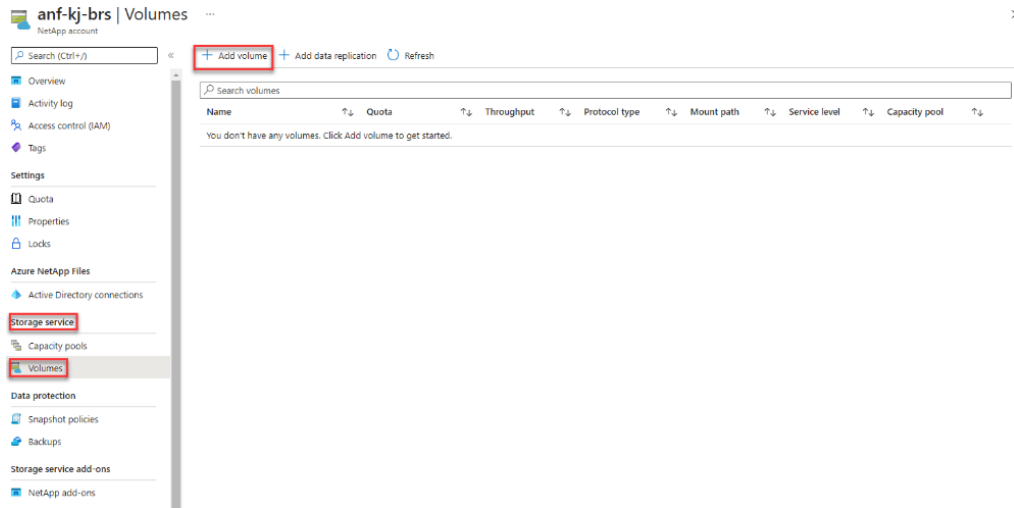 anf-kj-brs | Volumes ...
NetApp account
Search (Ctrl+/)
«
Overview
Activity log
Access control (IAM)
Tags
Settings
Quota
Properties
Locks
Azure NetApp Files
Active Directory connections
Storage service
Capacity pools
Volumes
Data protection
Snapshot policies
Backups
Storage service add-ons
NetApp add-ons
+ Add volume + Add data replication Refresh
Search volumes
Name ↑↓ Quota ↑↓ Throughput ↑↓ Protocol type ↑↓ Mount path ↑↓ Service level ↑↓ Capacity pool ↑↓
You don't have any volumes. Click Add volume to get started.